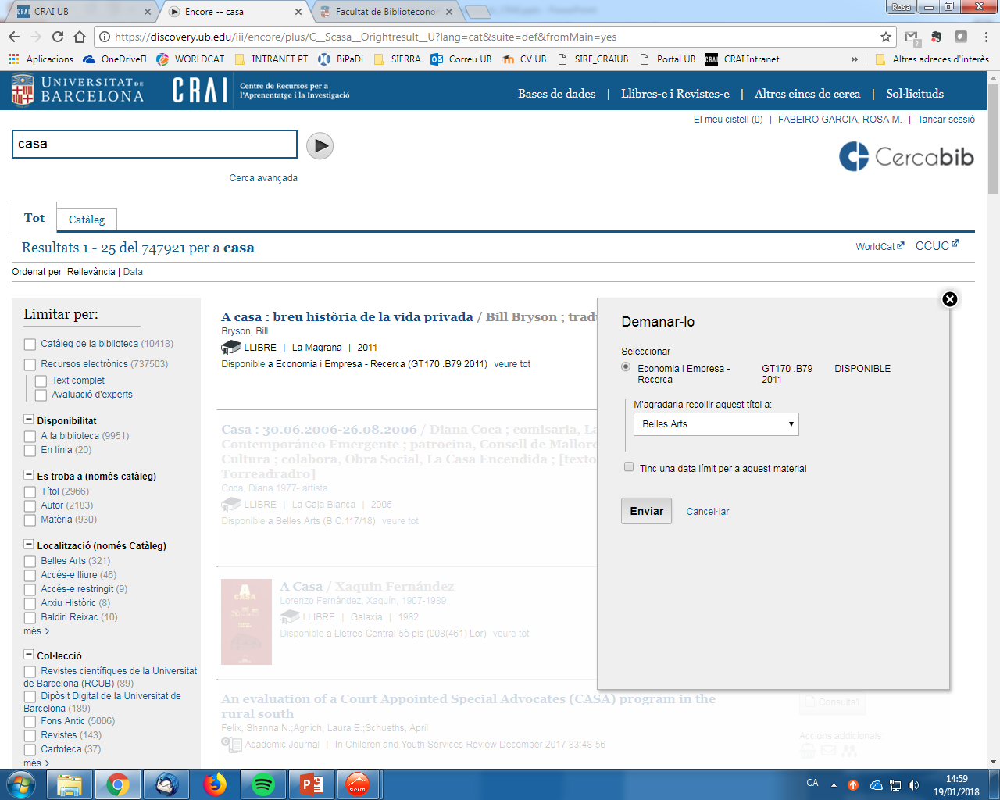 CRAI UB
Encore -- casa
Facultat de Biblioteconor
Rosa
https://discovery.ub.edu/iii/encore/plus/C__Scasa__Orightresult__U?lang=cat&suite=def&fromMain=yes
Aplicacions
OneDrive
WORLDCAT
INTRANET PT
BiPaDi
SIERRA
Correu UB
CV UB
SIRE_CRAIUB
Portal UB
CRAI Intranet
»
Altres adreces d'interès
UNIVERSITAT DE BARCELONA
CRAI
Centre de Recursos per a
l'Aprenentatge i la Investigació
Bases de dades | Llibres-e i Revistes-e | Altres eines de cerca | Sol·licituds
El meu cistell (0) | FABEIRO GARCIA, ROSA M. | Tancar sessió
casa
Cercabib
Cerca avançada
Tot
Catàleg
Resultats 1 - 25 del 747921 per a casa
WorldCat
CCUC
Ordenat per Rellevància | Data
Limitar per:
Catàleg de la biblioteca (10418)
Recursos electrònics (737503)
Text complet
Avaluació d'experts
Disponibilitat
A la biblioteca (9951)
En línia (20)
Es troba a (només catàleg)
Títol (2966)
Autor (2183)
Matèria (930)
Localització (només Catàleg)
Belles Arts (321)
Accés-e lliure (46)
Accés-e restringit (9)
Arxiu Històric (8)
Baldiri Reixac (10)
més >
Col·lecció
Revistes científiques de la Universitat
de Barcelona (RCUB) (89)
Dipòsit Digital de la Universitat de
Barcelona (189)
Fons Antic (5006)
Revistes (143)
Cartoteca (37)
més >
A casa : breu història de la vida privada / Bill Bryson ; tradu
Bryson, Bill
LLIBRE | La Magrana | 2011
Disponible a Economia i Empresa - Recerca (GT170 .B79 2011) veure tot
Casa : 30.06.2006-26.08.2006 / Diana Coca ; comisaria, La
Contemporáneo Emergente ; patrocina, Consell de Mallorc
Cultura ; colabora, Obra Social, La Casa Encendida ; [texto
Torreadradro]
Coca, Diana 1977- artista
LLIBRE | La Caja Blanca | 2006
Disponible a Belles Arts (B C.117/18) veure tot
A
CASA
A Casa / Xaquin Fernández
Lorenzo Fernández, Xaquín, 1907-1989
LLIBRE | Galaxia | 1982
Disponible a Lletres-Central-5è pis (008(461) Lor) veure tot
An evaluation of a Court Appointed Special Advocates (CASA) program in the
rural south
Felix, Shanna N.;Agnich, Laura E.;Schueths, April
Academic Journal | In Children and Youth Services Review December 2017 83:48-56
Consulta'l
Accions addicionals:
Demanar-lo
Seleccionar
Economia i Empresa - Recerca
GT170 .B79 2011
DISPONIBLE
M'agradaria recollir aquest títol a:
Belles Arts
Tinc una data límit per a aquest material
Enviar
Cancel·lar
sierra
CA
14:59
19/01/2018